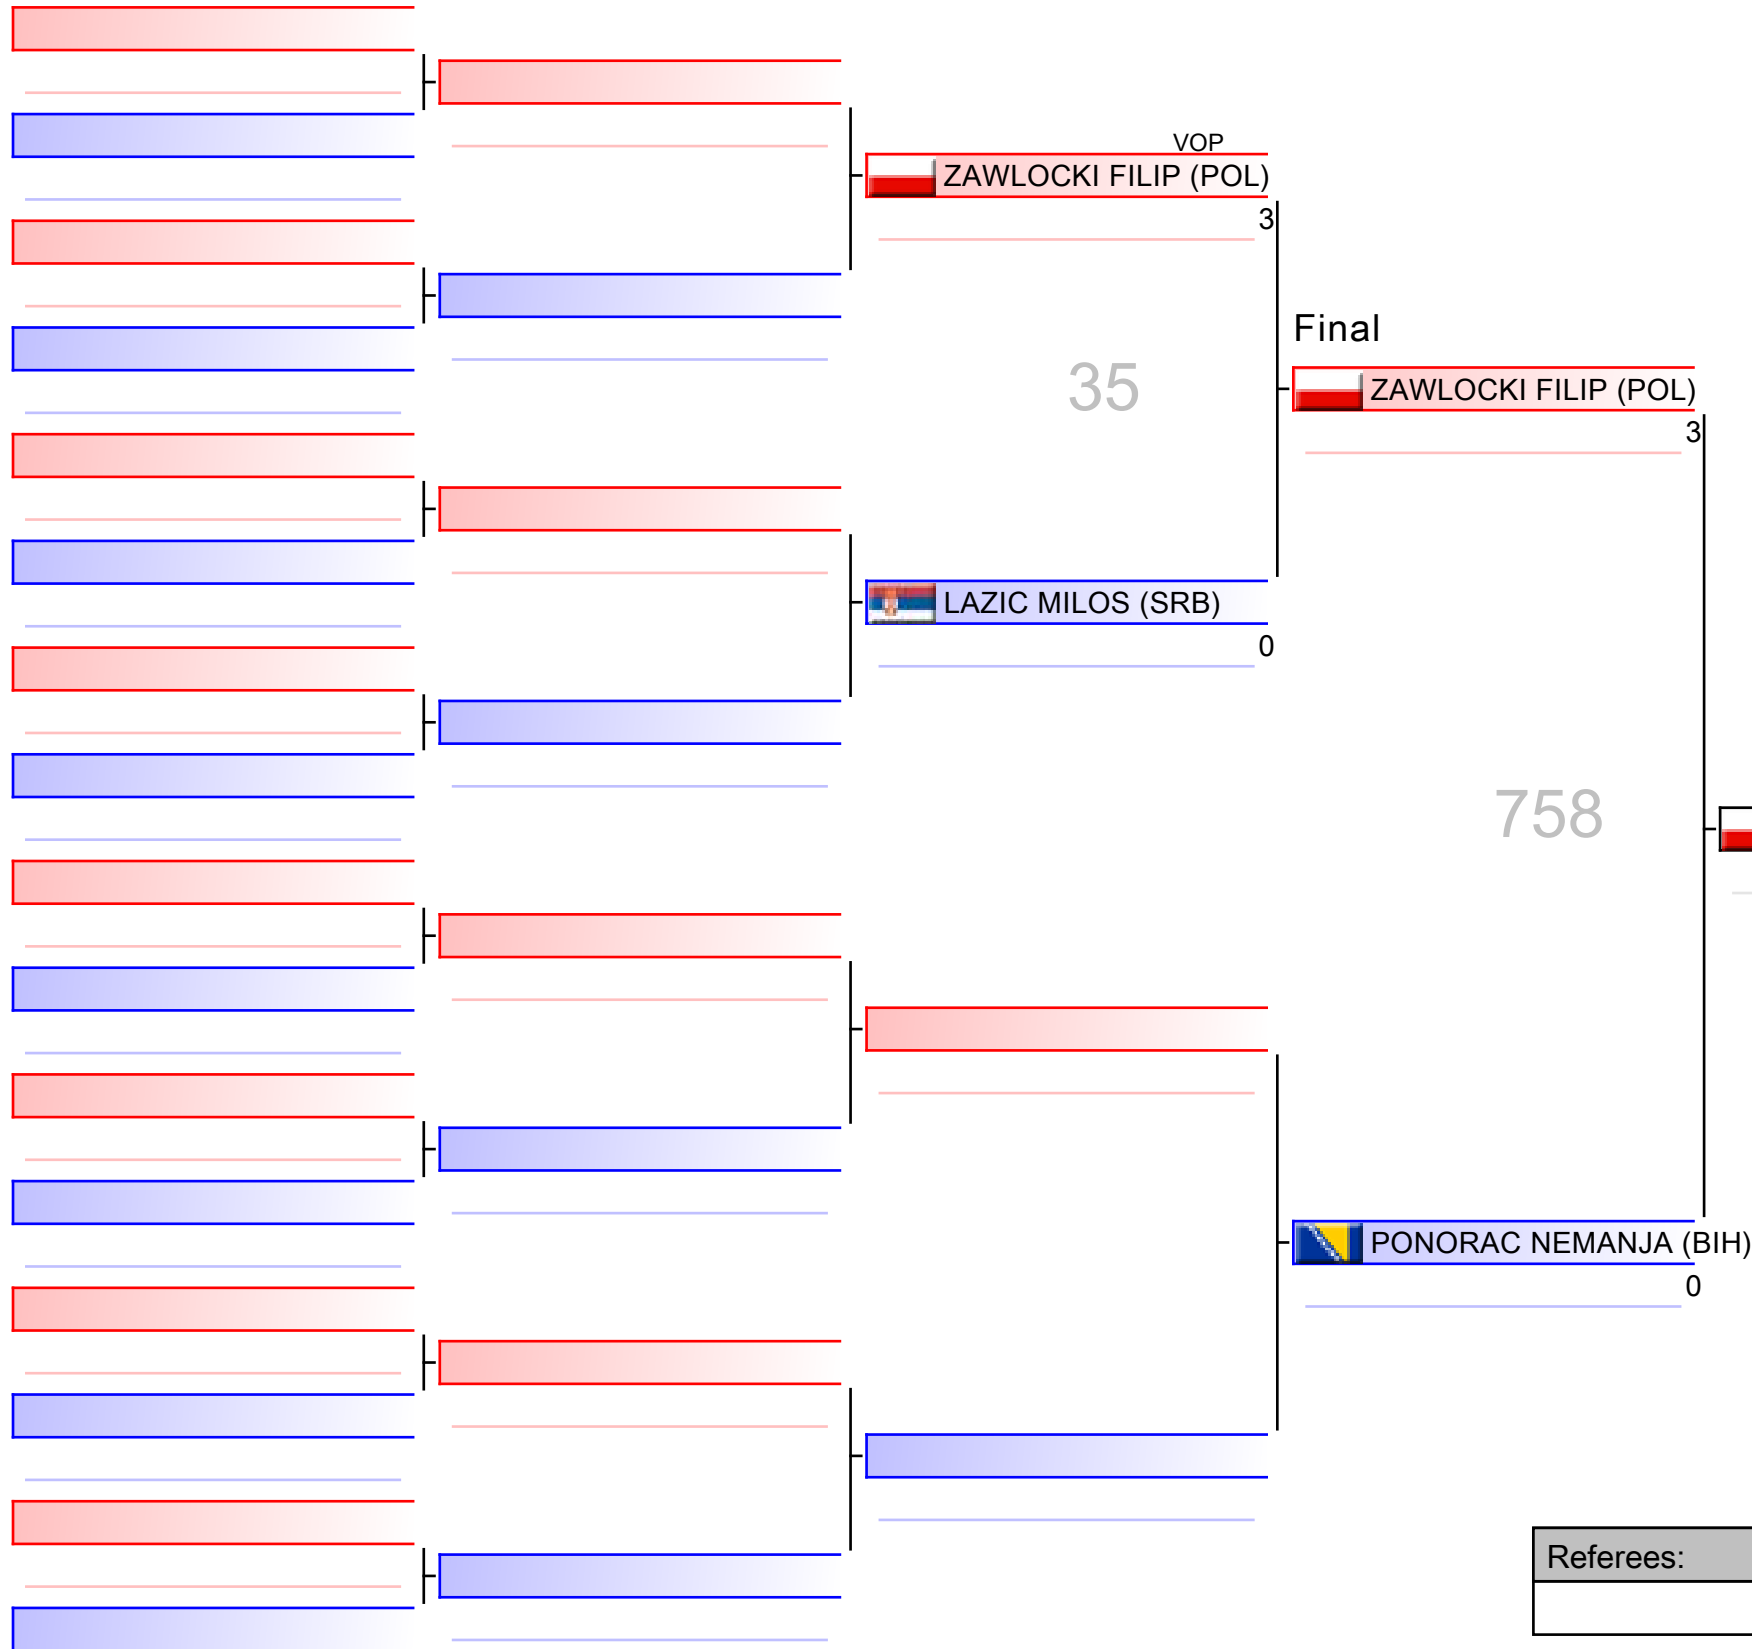 VOP
ZAWLOCKI FILIP (POL)
3
Final
35
ZAWLOCKI FILIP (POL)
3
LAZIC MILOS (SRB)
0
758
PONORAC NEMANJA (BIH)
0
Referees: